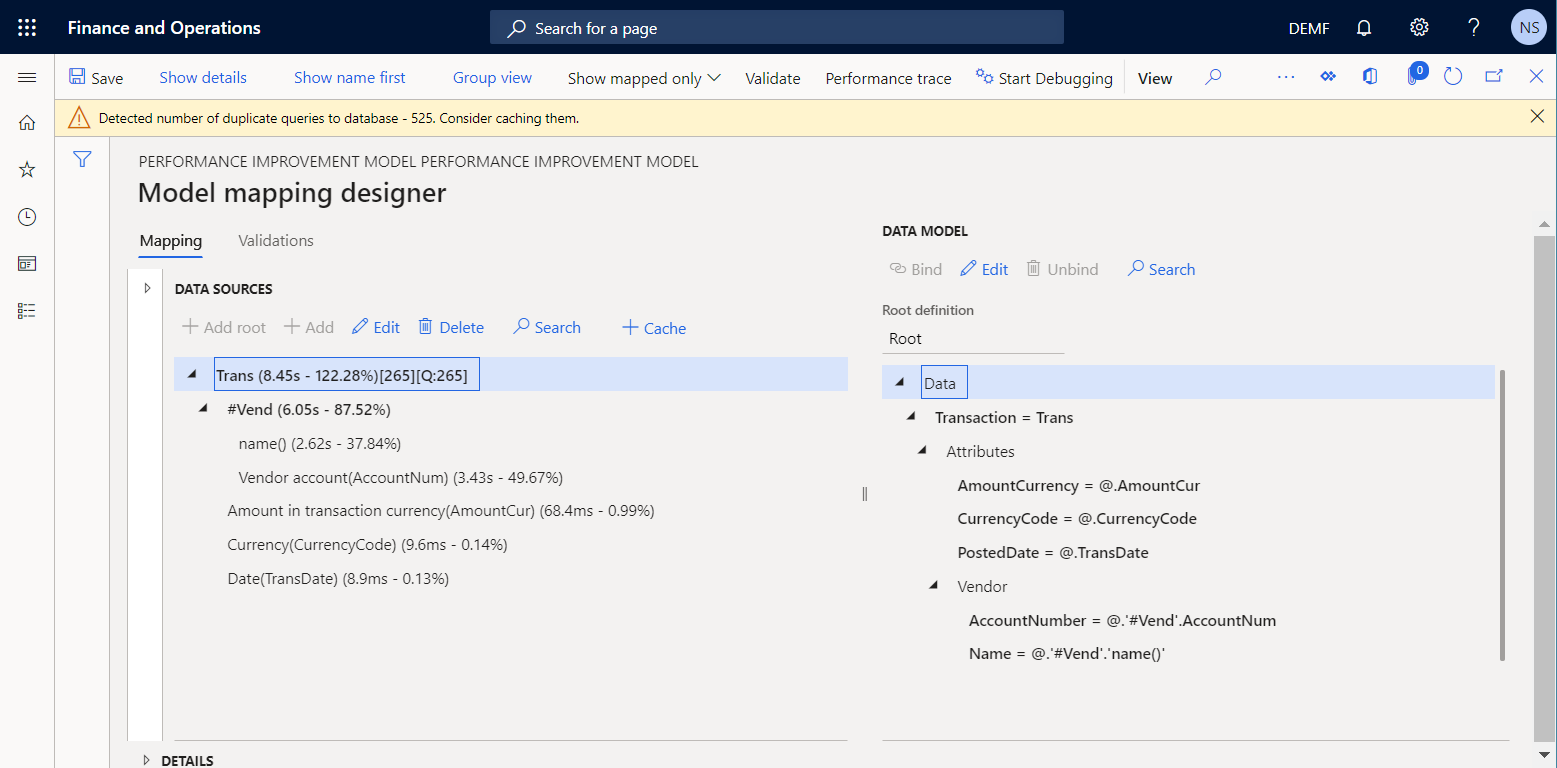 Finance and Operations
Search for a page
DEMF
?
NS
Save
Show details
Show name first
Group view
Show mapped only
Validate
Performance trace
Start Debugging
View
...
0
Detected number of duplicate queries to database - 525. Consider caching them.
PERFORMANCE IMPROVEMENT MODEL PERFORMANCE IMPROVEMENT MODEL
Model mapping designer
Mapping
Validations
DATA SOURCES
Add root
Add
Edit
Delete
Search
Cache
Trans (8.45s - 122.28%)[265][Q:265]
#Vend (6.05s - 87.52%)
name() (2.62s - 37.84%)
Vendor account(AccountNum) (3.43s - 49.67%)
Amount in transaction currency(AmountCur) (68.4ms - 0.99%)
Currency(CurrencyCode) (9.6ms - 0.14%)
Date(TransDate) (8.9ms - 0.13%)
DATA MODEL
Bind
Edit
Unbind
Search
Root definition
Root
Data
Transaction = Trans
Attributes
AmountCurrency = @.AmountCur
CurrencyCode = @.CurrencyCode
PostedDate = @.TransDate
Vendor
AccountNumber = @.'#Vend'.AccountNum
Name = @.'#Vend'.'name()'
DETAILS